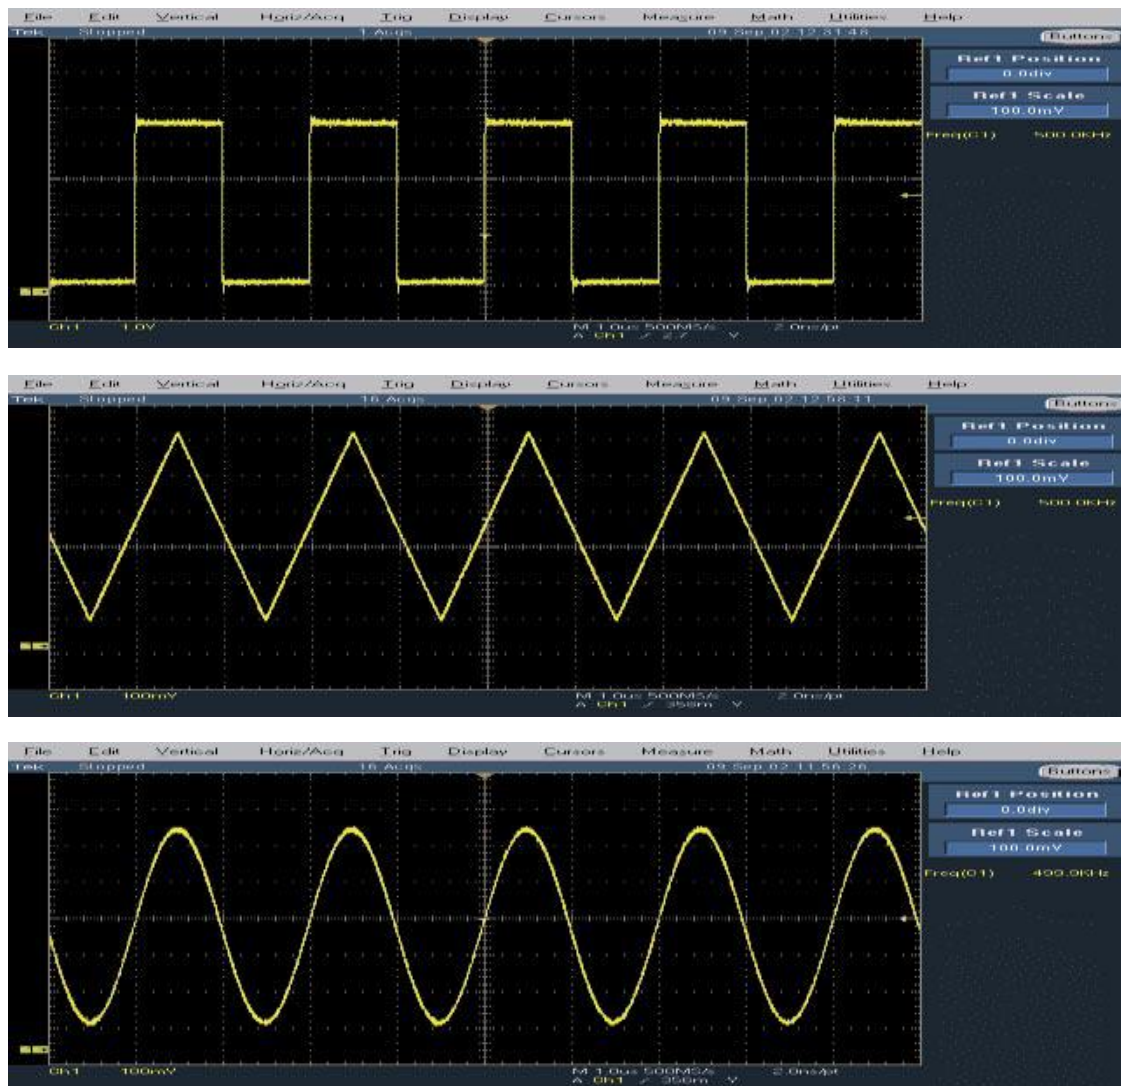 File Edit Vertical Horiz/Acq Trig Display Cursors Measure Math Utilities Help
Tek Stopped 1 Acqs 09 Sep 02 12:31:48
Buttons
Ref1 Position
0.0div
Ref1 Scale
100.0mV
Freq(C1) 500.0KHz
Ch1 1.0V M 1.0us 500MS/s 2.0ns/pt
A Ch1 / 2.7 V
File Edit Vertical Horiz/Acq Trig Display Cursors Measure Math Utilities Help
Tek Stopped 16 Acqs 09 Sep 02 12:58:11
Buttons
Ref1 Position
0.0div
Ref1 Scale
100.0mV
Freq(C1) 500.0KHz
Ch1 100mV M 1.0us 500MS/s 2.0ns/pt
A Ch1 / 358m V
File Edit Vertical Horiz/Acq Trig Display Cursors Measure Math Utilities Help
Tek Stopped 16 Acqs 09 Sep 02 11:56:26
Buttons
Ref1 Position
0.0div
Ref1 Scale
100.0mV
Freq(C1) 499.9KHz
Ch1 100mV M 1.0us 500MS/s 2.0ns/pt
A Ch1 / 356m V